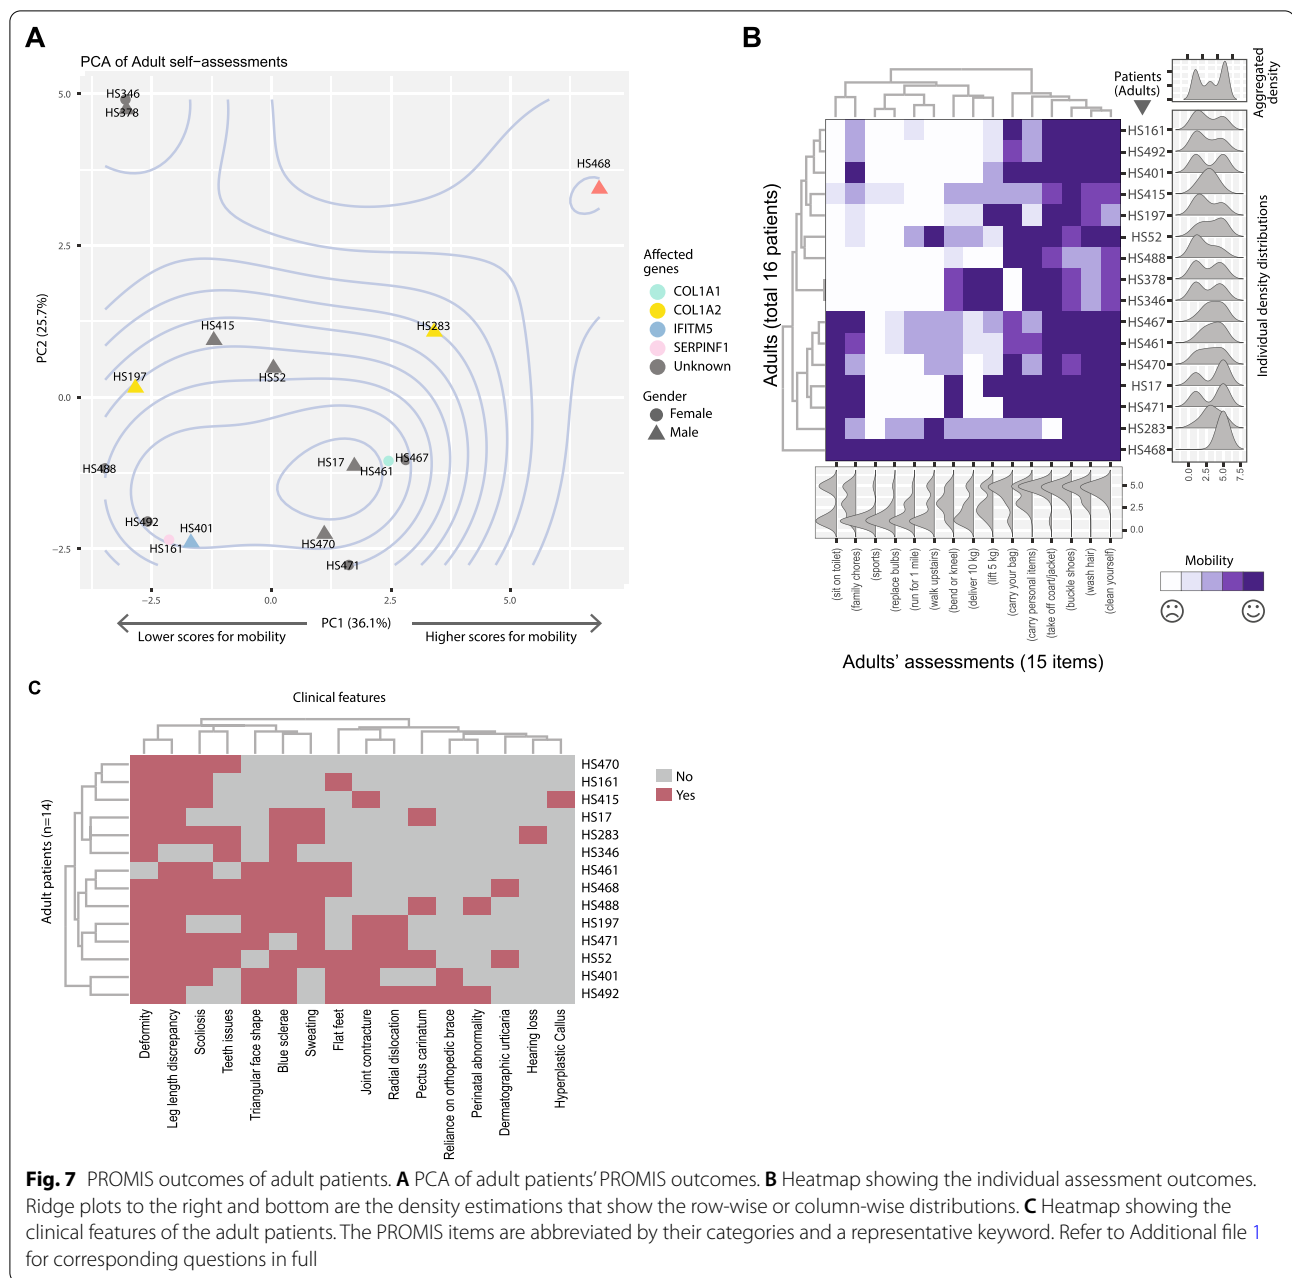 A
PCA of Adult self−assessments
HS346
HS378
HS468
HS415
HS283
HS52
HS197
HS17
HS461
HS467
HS488
HS492
HS401
HS161
HS470
HS471
5.0
2.5
0.0
−2.5
PC2 (25.7%)
−2.5
0.0
2.5
5.0
PC1 (36.1%)
Lower scores for mobility
Higher scores for mobility
Affected
genes
COL1A1
COL1A2
IFITM5
SERPINF1
Unknown
Gender
Female
Male
B
Patients
(Adults)
Aggregated
density
Adults (total 16 patients)
HS161
HS492
HS401
HS415
HS197
HS52
HS488
HS378
HS346
HS467
HS461
HS470
HS17
HS471
HS283
HS468
Individual density distributions
0.0
2.5
5.0
7.5
5.0
2.5
0.0
(sit on toilet)
(family chores)
(sports)
(replace bulbs)
(run for 1 mile)
(walk upstairs)
(bend or kneel)
(deliver 10 kg)
(lift 5 kg)
(carry your bag)
(carry personal items)
(take off coart/jacket)
(buckle shoes)
(wash hair)
(clean yourself)
Adults' assessments (15 items)
Mobility
C
Clinical features
Adult patients (n=14)
HS470
HS161
HS415
HS17
HS283
HS346
HS461
HS468
HS488
HS197
HS471
HS52
HS401
HS492
No
Yes
Deformity
Leg length discrepancy
Scoliosis
Teeth issues
Triangular face shape
Blue sclerae
Sweating
Flat feet
Joint contracture
Radial dislocation
Pectus carinatum
Reliance on orthopedic brace
Perinatal abnormality
Dermatographic urticaria
Hearing loss
Hyperplastic Callus
Fig. 7 PROMIS outcomes of adult patients. A PCA of adult patients' PROMIS outcomes. B Heatmap showing the individual assessment outcomes.
Ridge plots to the right and bottom are the density estimations that show the row-wise or column-wise distributions. C Heatmap showing the
clinical features of the adult patients. The PROMIS items are abbreviated by their categories and a representative keyword. Refer to Additional file 1
for corresponding questions in full